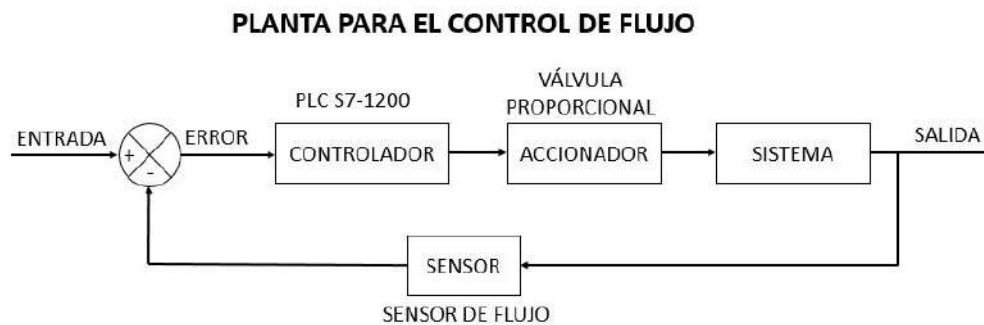 PLANTA PARA EL CONTROL DE FLUJO
PLC S7-1200
VÁLVULA
PROPORCIONAL
ENTRADA
+
-
ERROR
CONTROLADOR
ACCIONADOR
SISTEMA
SALIDA
SENSOR
SENSOR DE FLUJO